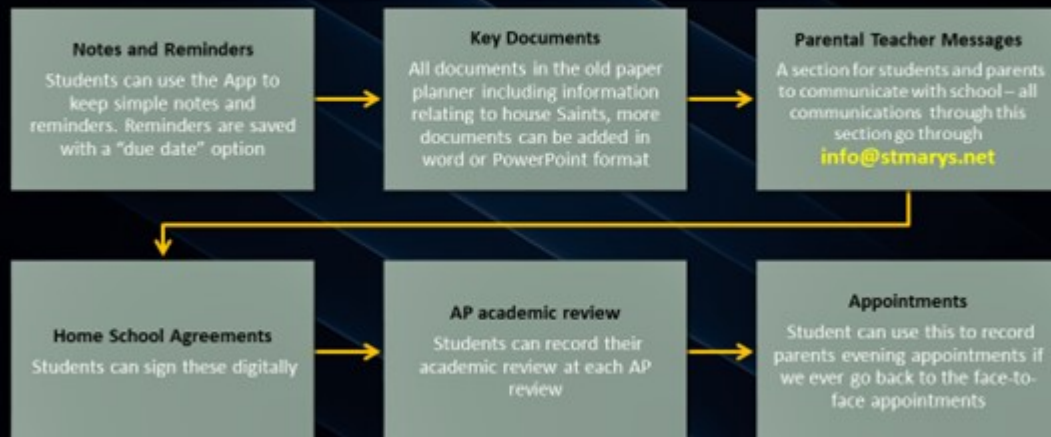 Notes and Reminders
Students can use the App to
keep simple notes and
reminders. Reminders are saved
with a "due date" option
Key Documents
All documents in the old paper
planner including information
relating to house Saints, more
documents can be added in
word or PowerPoint format
Parental Teacher Messages
A section for students and parents
to communicate with school – all
communications through this
section go through
info@stmarys.net
Home School Agreements
Students can sign these digitally
AP academic review
Students can record their
academic review at each AP
review
Appointments
Student can use this to record
parents evening appointments if
we ever go back to the face-to-
face appointments